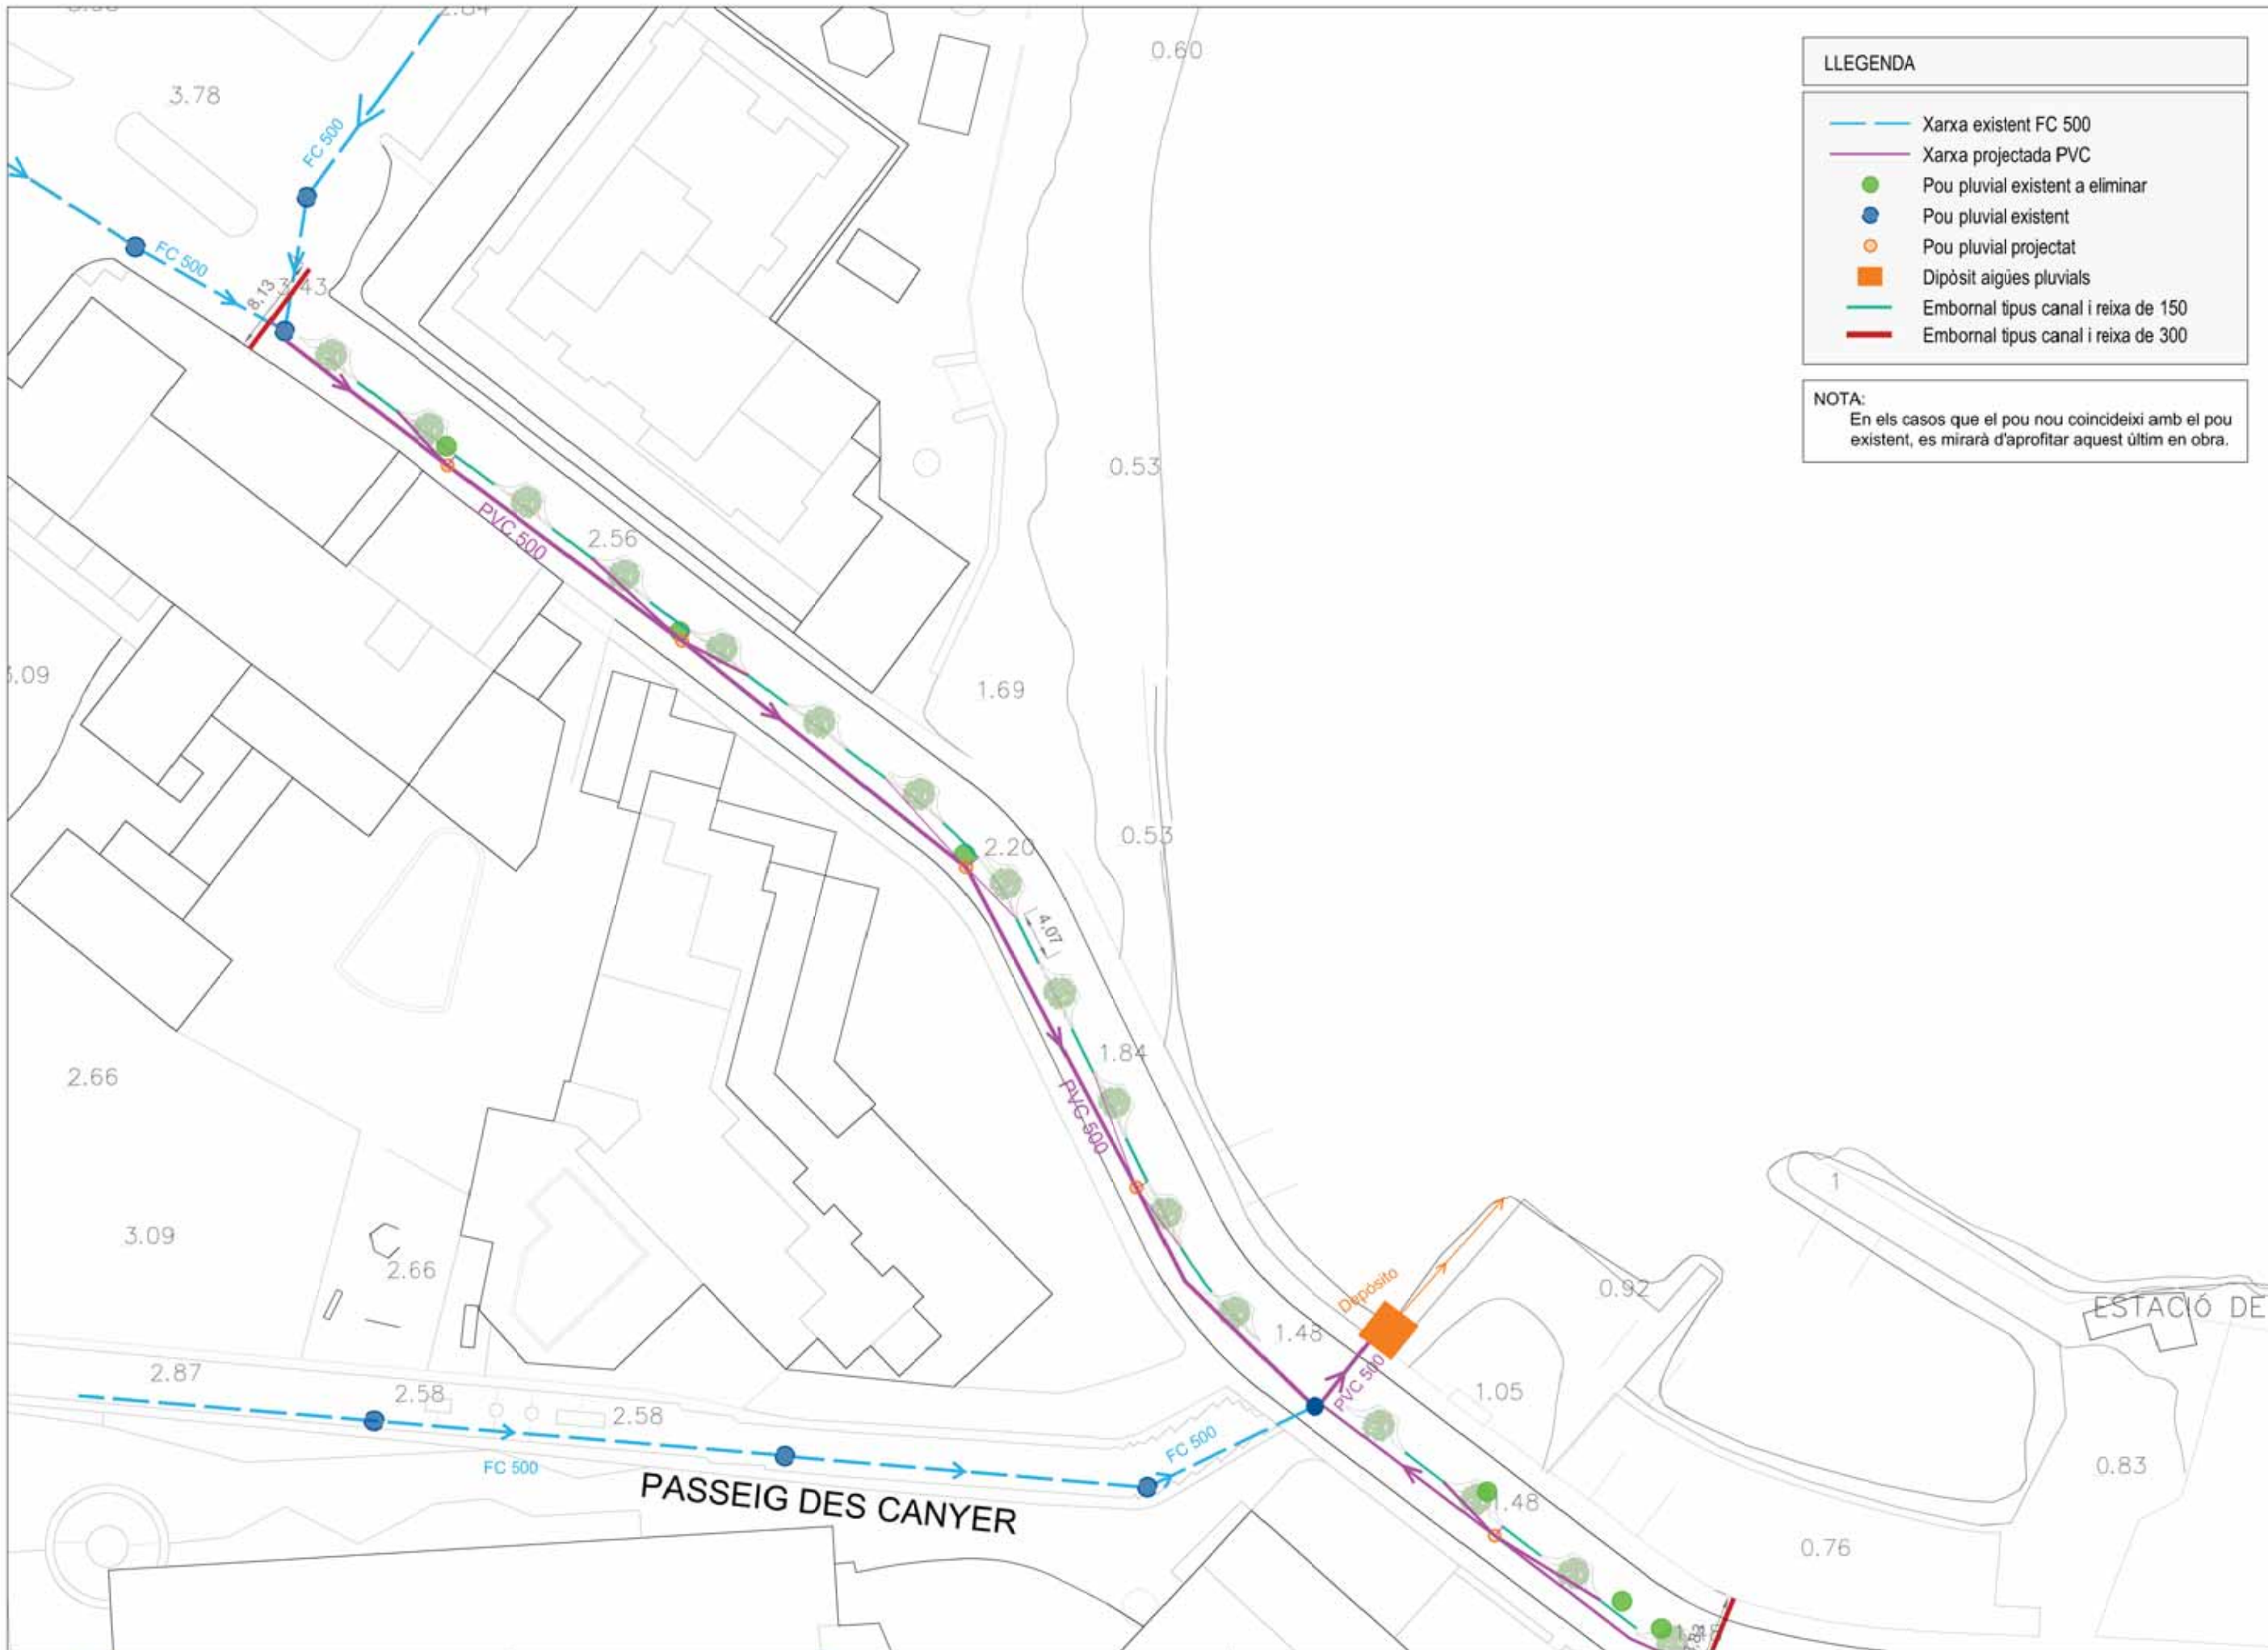 0.60
LLEGENDA
3.78
FC 500
Xarxa existent FC 500
Xarxa projectada PVC
Pou pluvial existent a eliminar
Pou pluvial existent
Pou pluvial projectat
Dipòsit aigües pluvials
Embornal tipus canal i reixa de 150
Embornal tipus canal i reixa de 300
FC 500
8,13
3.43
NOTA:
En els casos que el pou nou coincideixi amb el pou
existent, es mirarà d'aprofitar aquest últim en obra.
0.53
PVC 500
2.56
1.69
0.53
2.20
4,07
1.84
2.66
PVC 500
1
3.09
2.66
Depósito
0.92
ESTACIÓ DE
1.48
2.87
2.58
2.58
PVC 500
1.05
FC 500
FC 500
0.83
PASSEIG DES CANYER
1.48
0.76